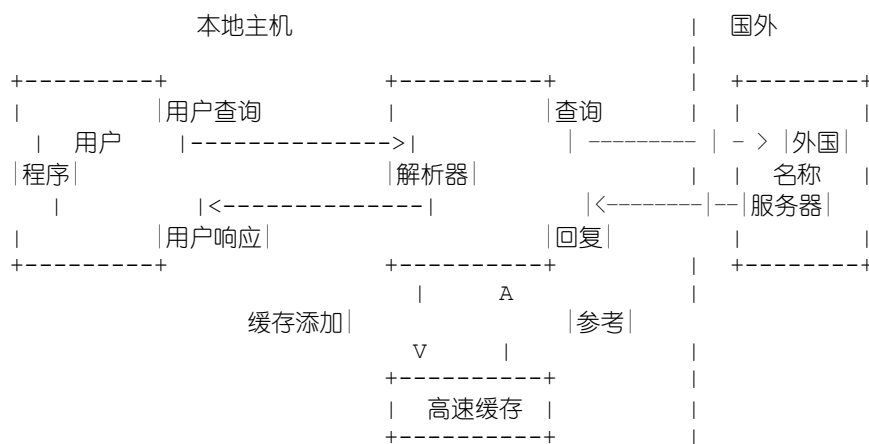 本地主机 | 国外
|
+---------+ +----------+ | +--------+
| |用户查询 | |查询 | | |
| 用户 |-------------->| | --------- | - > |外国|
|程序| |解析器| | | 名称 |
| | |<--------------| |<--------|--|服务器|
| |用户响应| |回复| | |
+---------+ +----------+ | +--------+
| A |
缓存添加| |参考|
V | |
+----------+ |
| 高速缓存 | |
+----------+ |